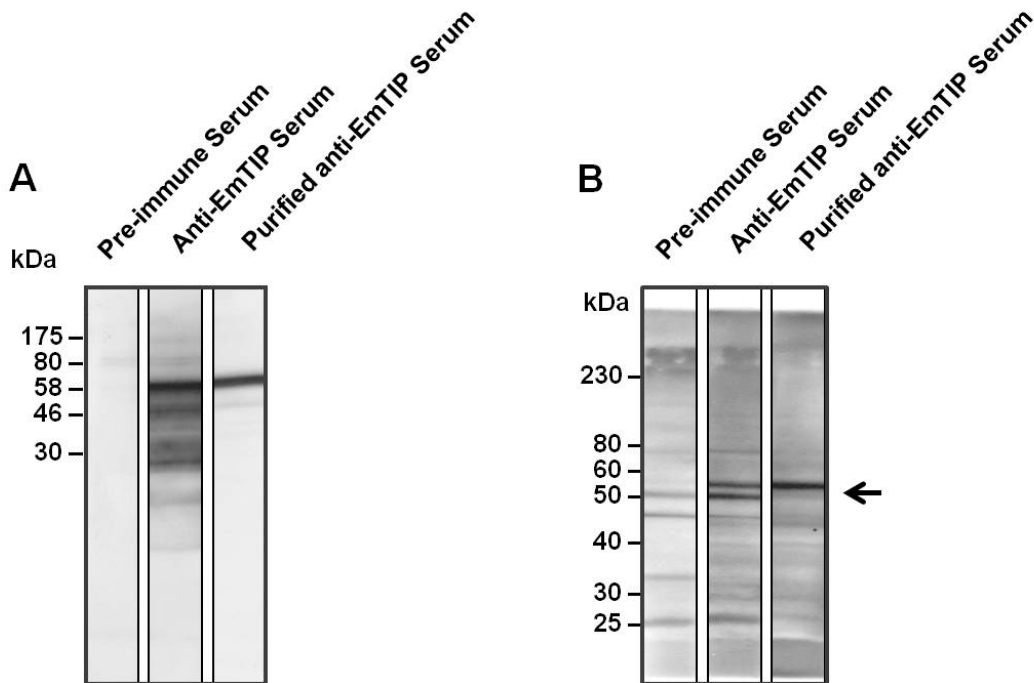 A
Pre-immune Serum
Anti-EmTIP Serum
Purified anti-EmTIP Serum
kDa
175
80
58
46
30
B
Pre-immune Serum
Anti-EmTIP Serum
Purified anti-EmTIP Serum
kDa
230
80
60
50
40
30
25